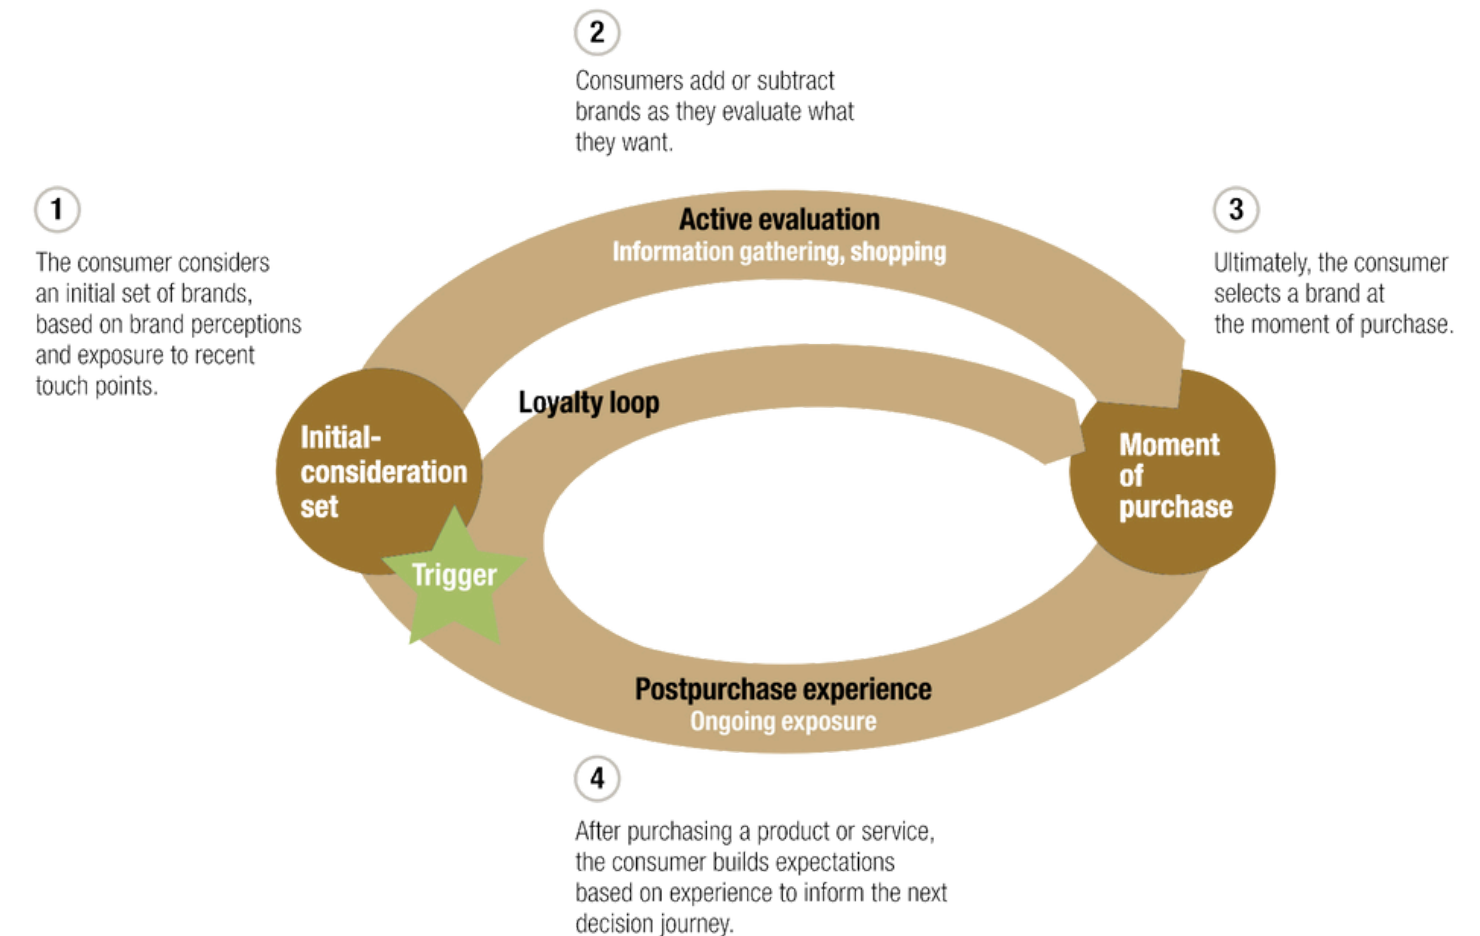 1
The consumer considers
an initial set of brands,
based on brand perceptions
and exposure to recent
touch points.
2
Consumers add or subtract
brands as they evaluate what
they want.
3
Ultimately, the consumer
selects a brand at
the moment of purchase.
Active evaluation
Information gathering, shopping
Loyalty loop
Initial-
consideration
set
Trigger
Moment
of
purchase
Postpurchase experience
Ongoing exposure
4
After purchasing a product or service,
the consumer builds expectations
based on experience to inform the next
decision journey.